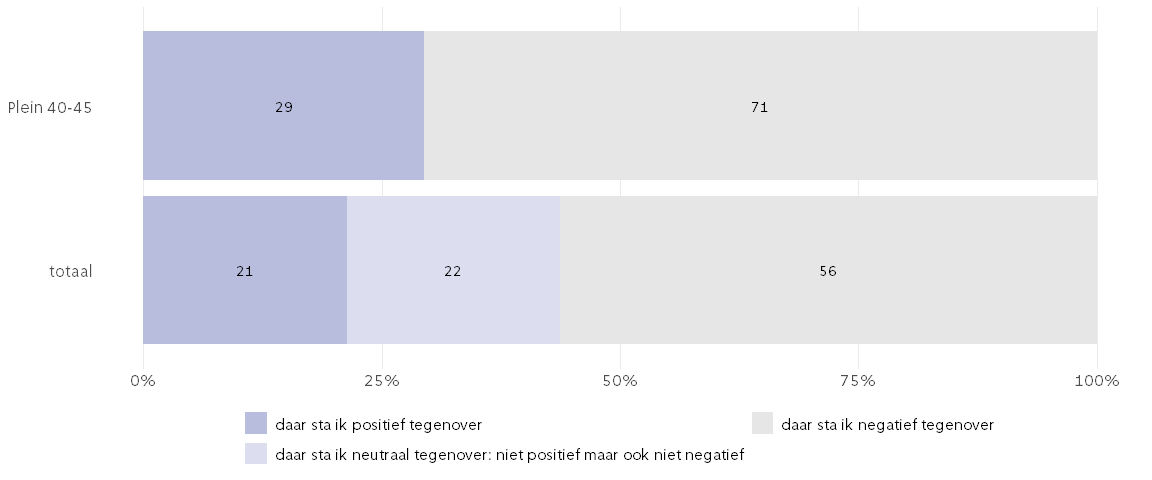 Plein 40-45
29
71
totaal
21
22
56
0%
25%
50%
75%
100%
daar sta ik positief tegenover
daar sta ik negatief tegenover
daar sta ik neutraal tegenover: niet positief maar ook niet negatief